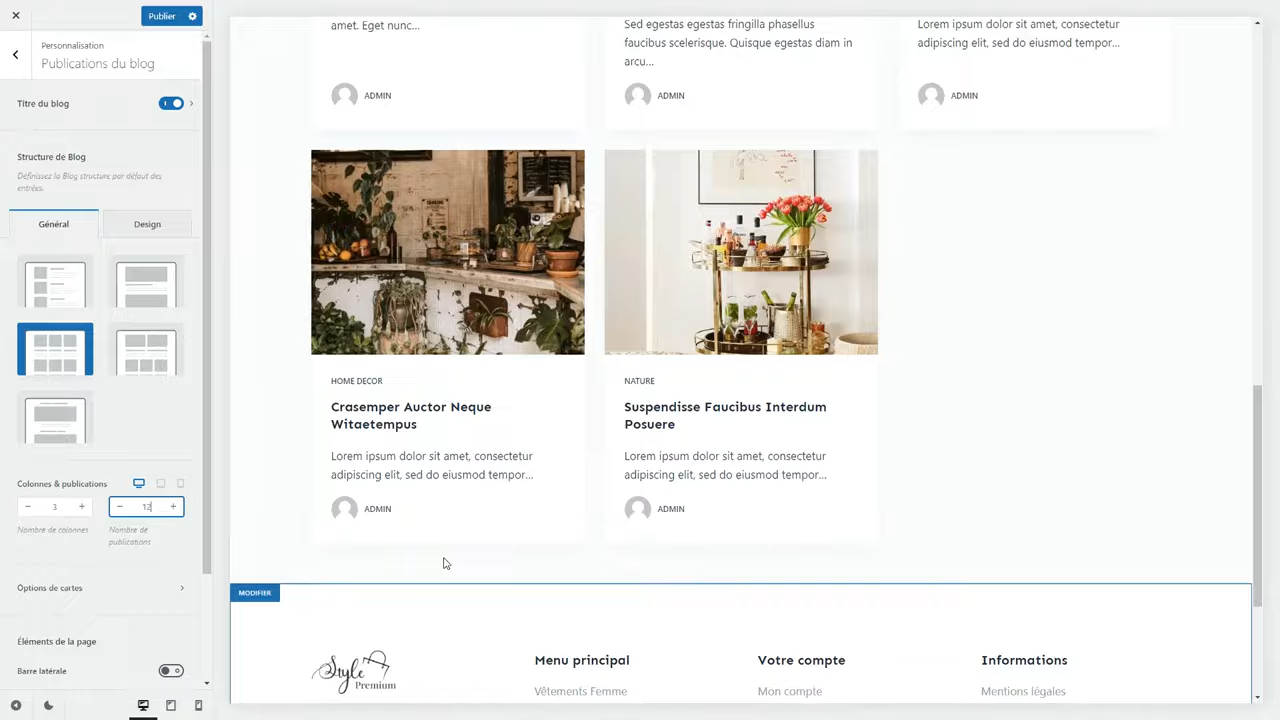 Publier
Personnalisation
Publications du blog
Titre du blog
Structure de Blog
Définissez la Blog structure par défaut des
entrées.
Général
Design
Colonnes & publications
3
12
Nombre de colonnes
Nombre de
publications
Options de cartes
Éléments de la page
Barre latérale
amet. Eget nunc...
ADMIN
Sed egestas egestas fringilla phasellus
faucibus scelerisque. Quisque egestas diam in
arcu...
ADMIN
Lorem ipsum dolor sit amet, consectetur
adipiscing elit, sed do eiusmod tempor...
ADMIN
HOME DECOR
Crasemper Auctor Neque
Witaetempus
Lorem ipsum dolor sit amet, consectetur
adipiscing elit, sed do eiusmod tempor...
ADMIN
NATURE
Suspendisse Faucibus Interdum
Posuere
Lorem ipsum dolor sit amet, consectetur
adipiscing elit, sed do eiusmod tempor...
ADMIN
MODIFIER
Style
Premium
Menu principal
Vêtements Femme
Votre compte
Mon compte
Informations
Mentions légales